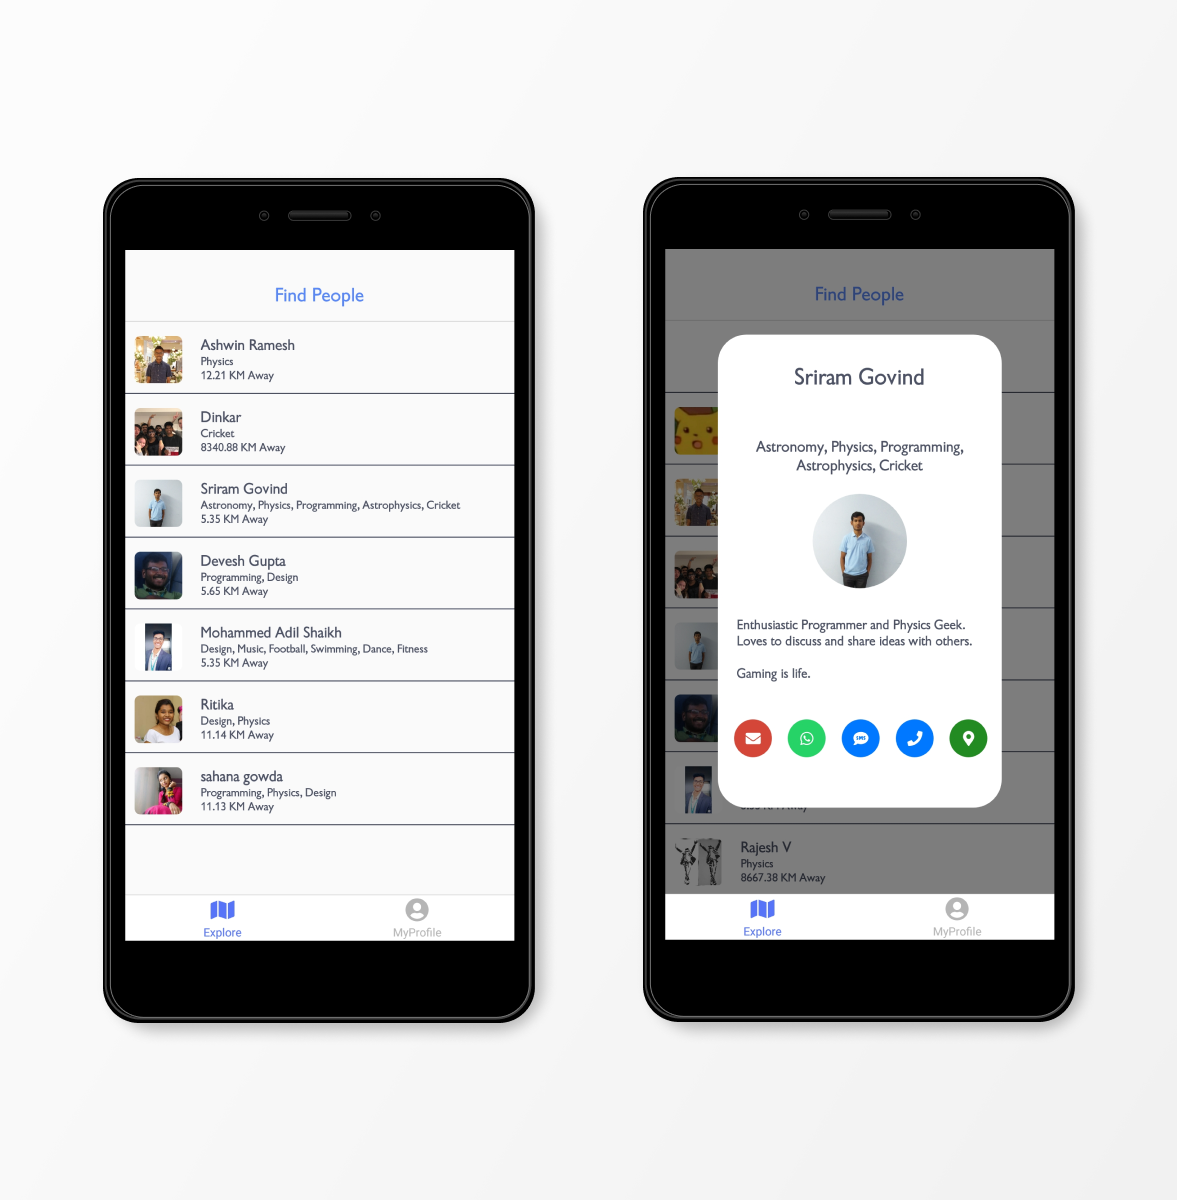 Find People
Ashwin Ramesh
Physics
12.21 KM Away
Dinkar
Cricket
8340.88 KM Away
Sriram Govind
Astronomy, Physics, Programming, Astrophysics, Cricket
5.35 KM Away
Devesh Gupta
Programming, Design
5.65 KM Away
Mohammed Adil Shaikh
Design, Music, Football, Swimming, Dance, Fitness
5.35 KM Away
Ritika
Design, Physics
11.14 KM Away
sahana gowda
Programming, Physics, Design
11.13 KM Away
Explore
MyProfile
Find People
Sriram Govind
Astronomy, Physics, Programming,
Astrophysics, Cricket
Enthusiastic Programmer and Physics Geek.
Loves to discuss and share ideas with others.
Gaming is life.
SMS
Rajesh V
Physics
8667.38 KM Away
Explore
MyProfile